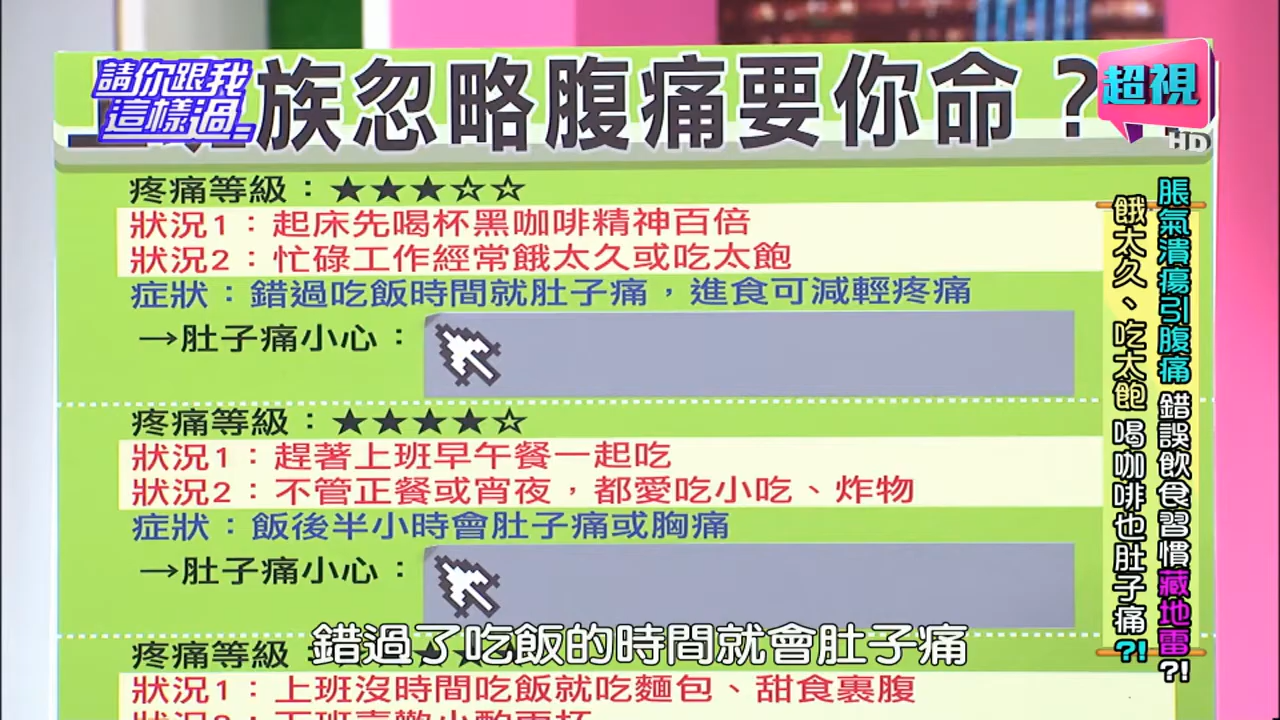 請你跟我
這樣過
族忽略腹痛要你命？
超視
HD
疼痛等級：★★★☆☆
狀況1：起床先喝杯黑咖啡精神百倍
狀況2：忙碌工作經常餓太久或吃太飽
症狀：錯過吃飯時間就肚子痛，進食可減輕疼痛
→肚子痛小心：
疼痛等級：★★★★☆
狀況1：趕著上班早午餐一起吃
狀況2：不管正餐或宵夜，都愛吃小吃、炸物
症狀：飯後半小時會肚子痛或胸痛
→肚子痛小心：
疼痛等級
狀況1：上班沒時間吃飯就吃麵包、甜食裹腹
脹氣潰瘍引腹痛 錯誤飲食習慣藏地雷?!
餓太久、吃太飽 喝咖啡也肚子痛?!
錯過了吃飯的時間就會肚子痛